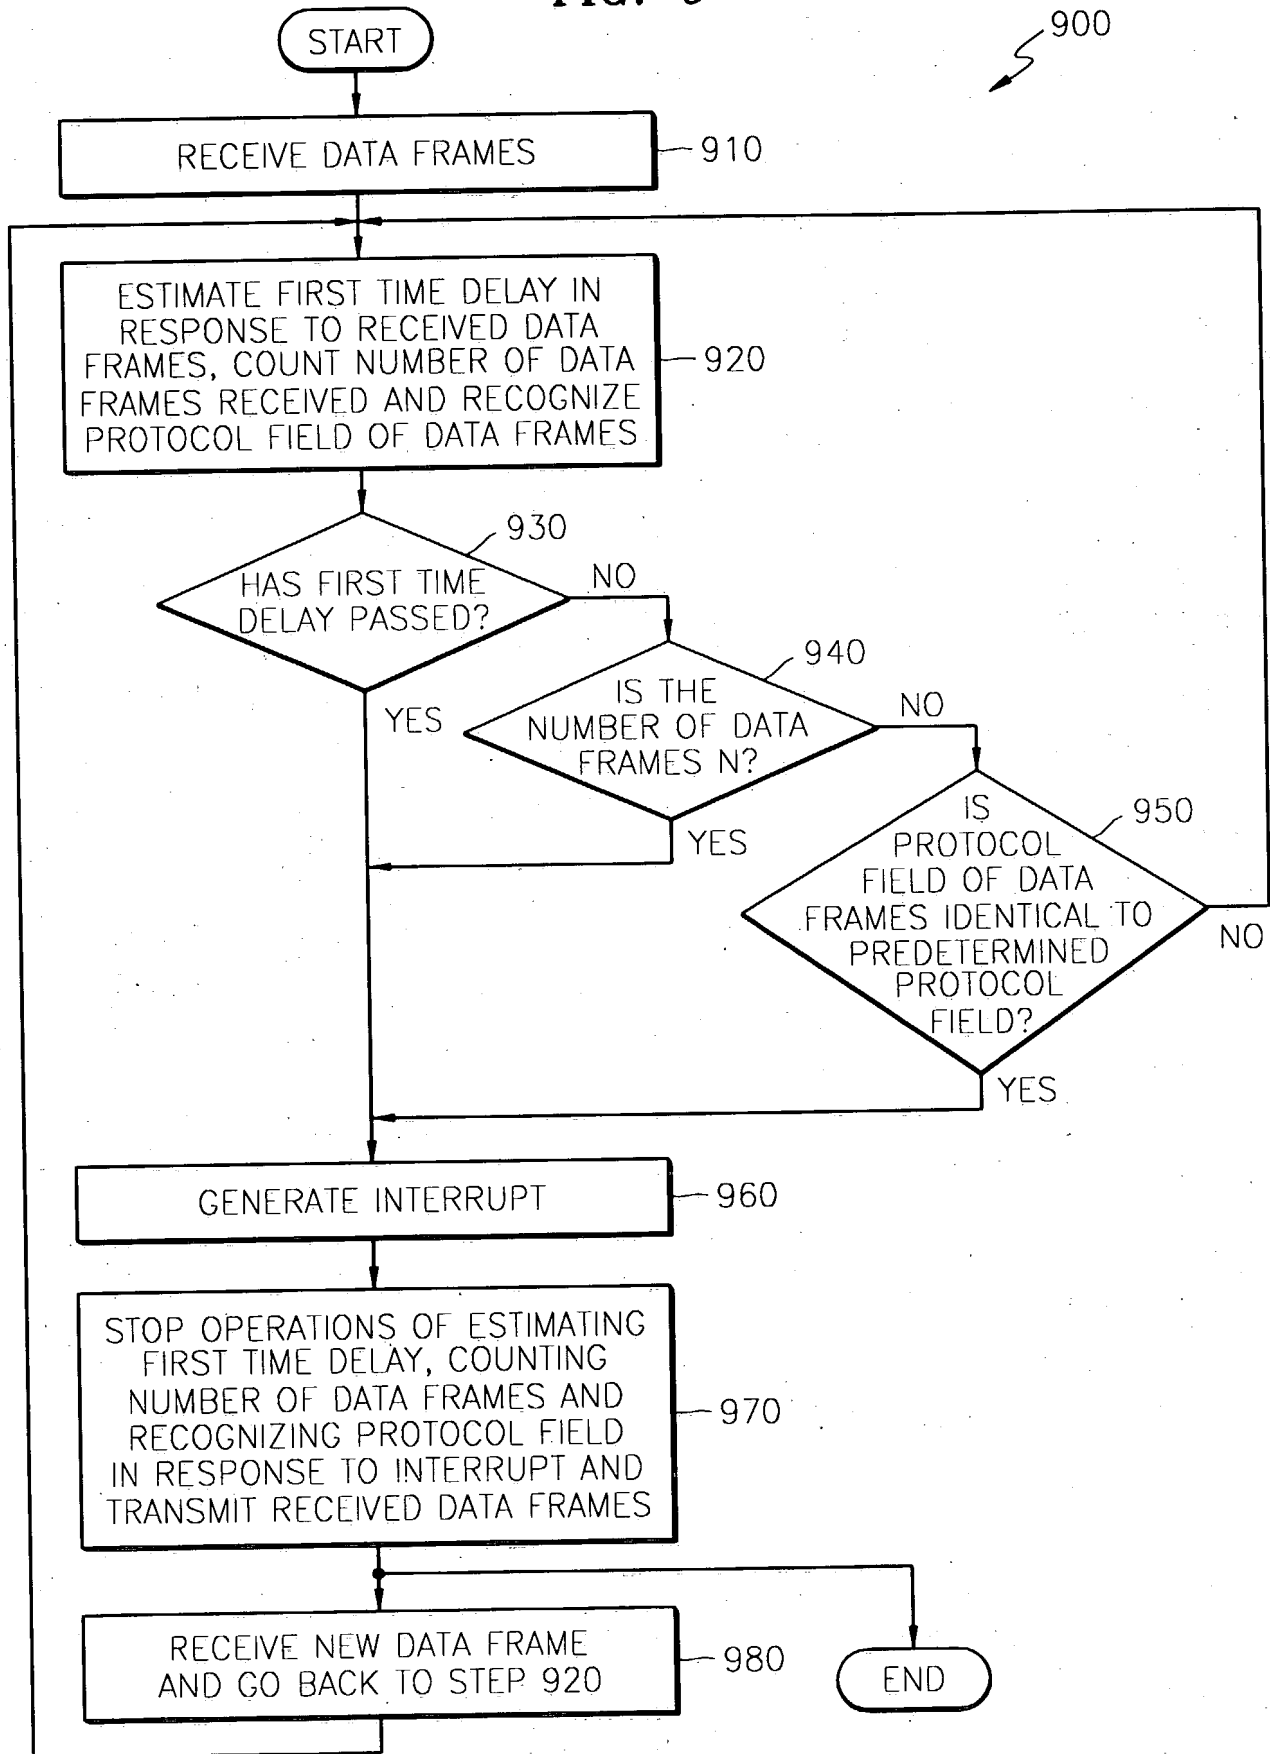 START
900
RECEIVE DATA FRAMES
910
ESTIMATE FIRST TIME DELAY IN
RESPONSE TO RECEIVED DATA
FRAMES, COUNT NUMBER OF DATA
FRAMES RECEIVED AND RECOGNIZE
PROTOCOL FIELD OF DATA FRAMES
920
930
HAS FIRST TIME
DELAY PASSED?
NO
YES
940
IS THE
NUMBER OF DATA
FRAMES N?
NO
YES
950
IS
PROTOCOL
FIELD OF DATA
FRAMES IDENTICAL TO
PREDETERMINED
PROTOCOL
FIELD?
NO
YES
GENERATE INTERRUPT
960
STOP OPERATIONS OF ESTIMATING
FIRST TIME DELAY, COUNTING
NUMBER OF DATA FRAMES AND
RECOGNIZING PROTOCOL FIELD
IN RESPONSE TO INTERRUPT AND
TRANSMIT RECEIVED DATA FRAMES
970
RECEIVE NEW DATA FRAME
AND GO BACK TO STEP 920
980
END